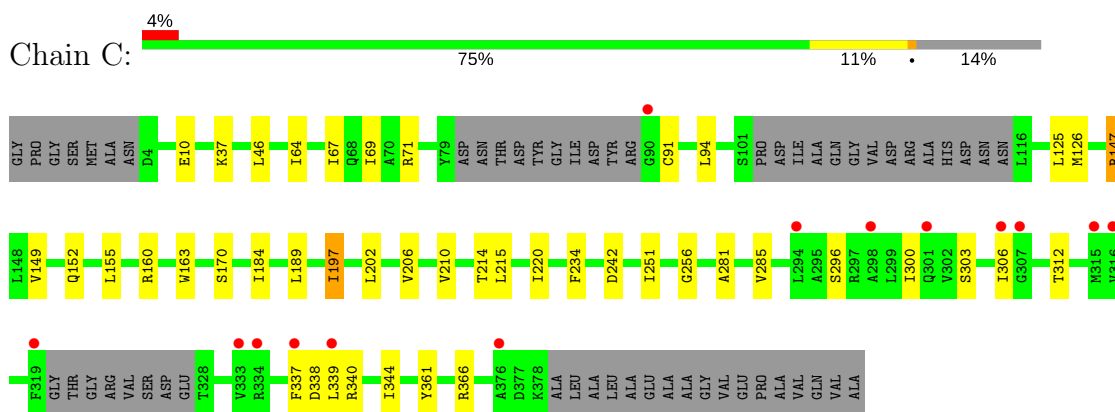 4%
Chain C:
75% 11% • 14%
GLY PRO GLY SER MET ALA ASN D4 E10 K37 L46 I64 I67 Q68 I69 A70 R71 Y79 ASP ASN THR ASP TYR GLY ILE ASP TYR ARG G90 C91 L94 S101 PRO ASP ILE ALA GLN GLY VAL ASP ARG ALA HIS ASP ASN ASN L116 L125 M126 R147
L148 V149 Q152 L155 R160 W163 S170 I184 L189 I197 L202 V206 V210 T214 L215 I220 F234 D242 I251 G256 A281 V285 L294 A295 S296 R297 A298 L299 I300 Q301 V302 S303 I306 G307 T312 M315 V316
F319 GLY THR GLY ARG VAL SER ASP GLU T328 V333 R334 F337 D338 L339 R340 I344 Y361 R366 A376 D377 K378 ALA LEU ALA LEU ALA GLU ALA ALA GLY VAL GLU PRO ALA VAL GLN VAL ALA